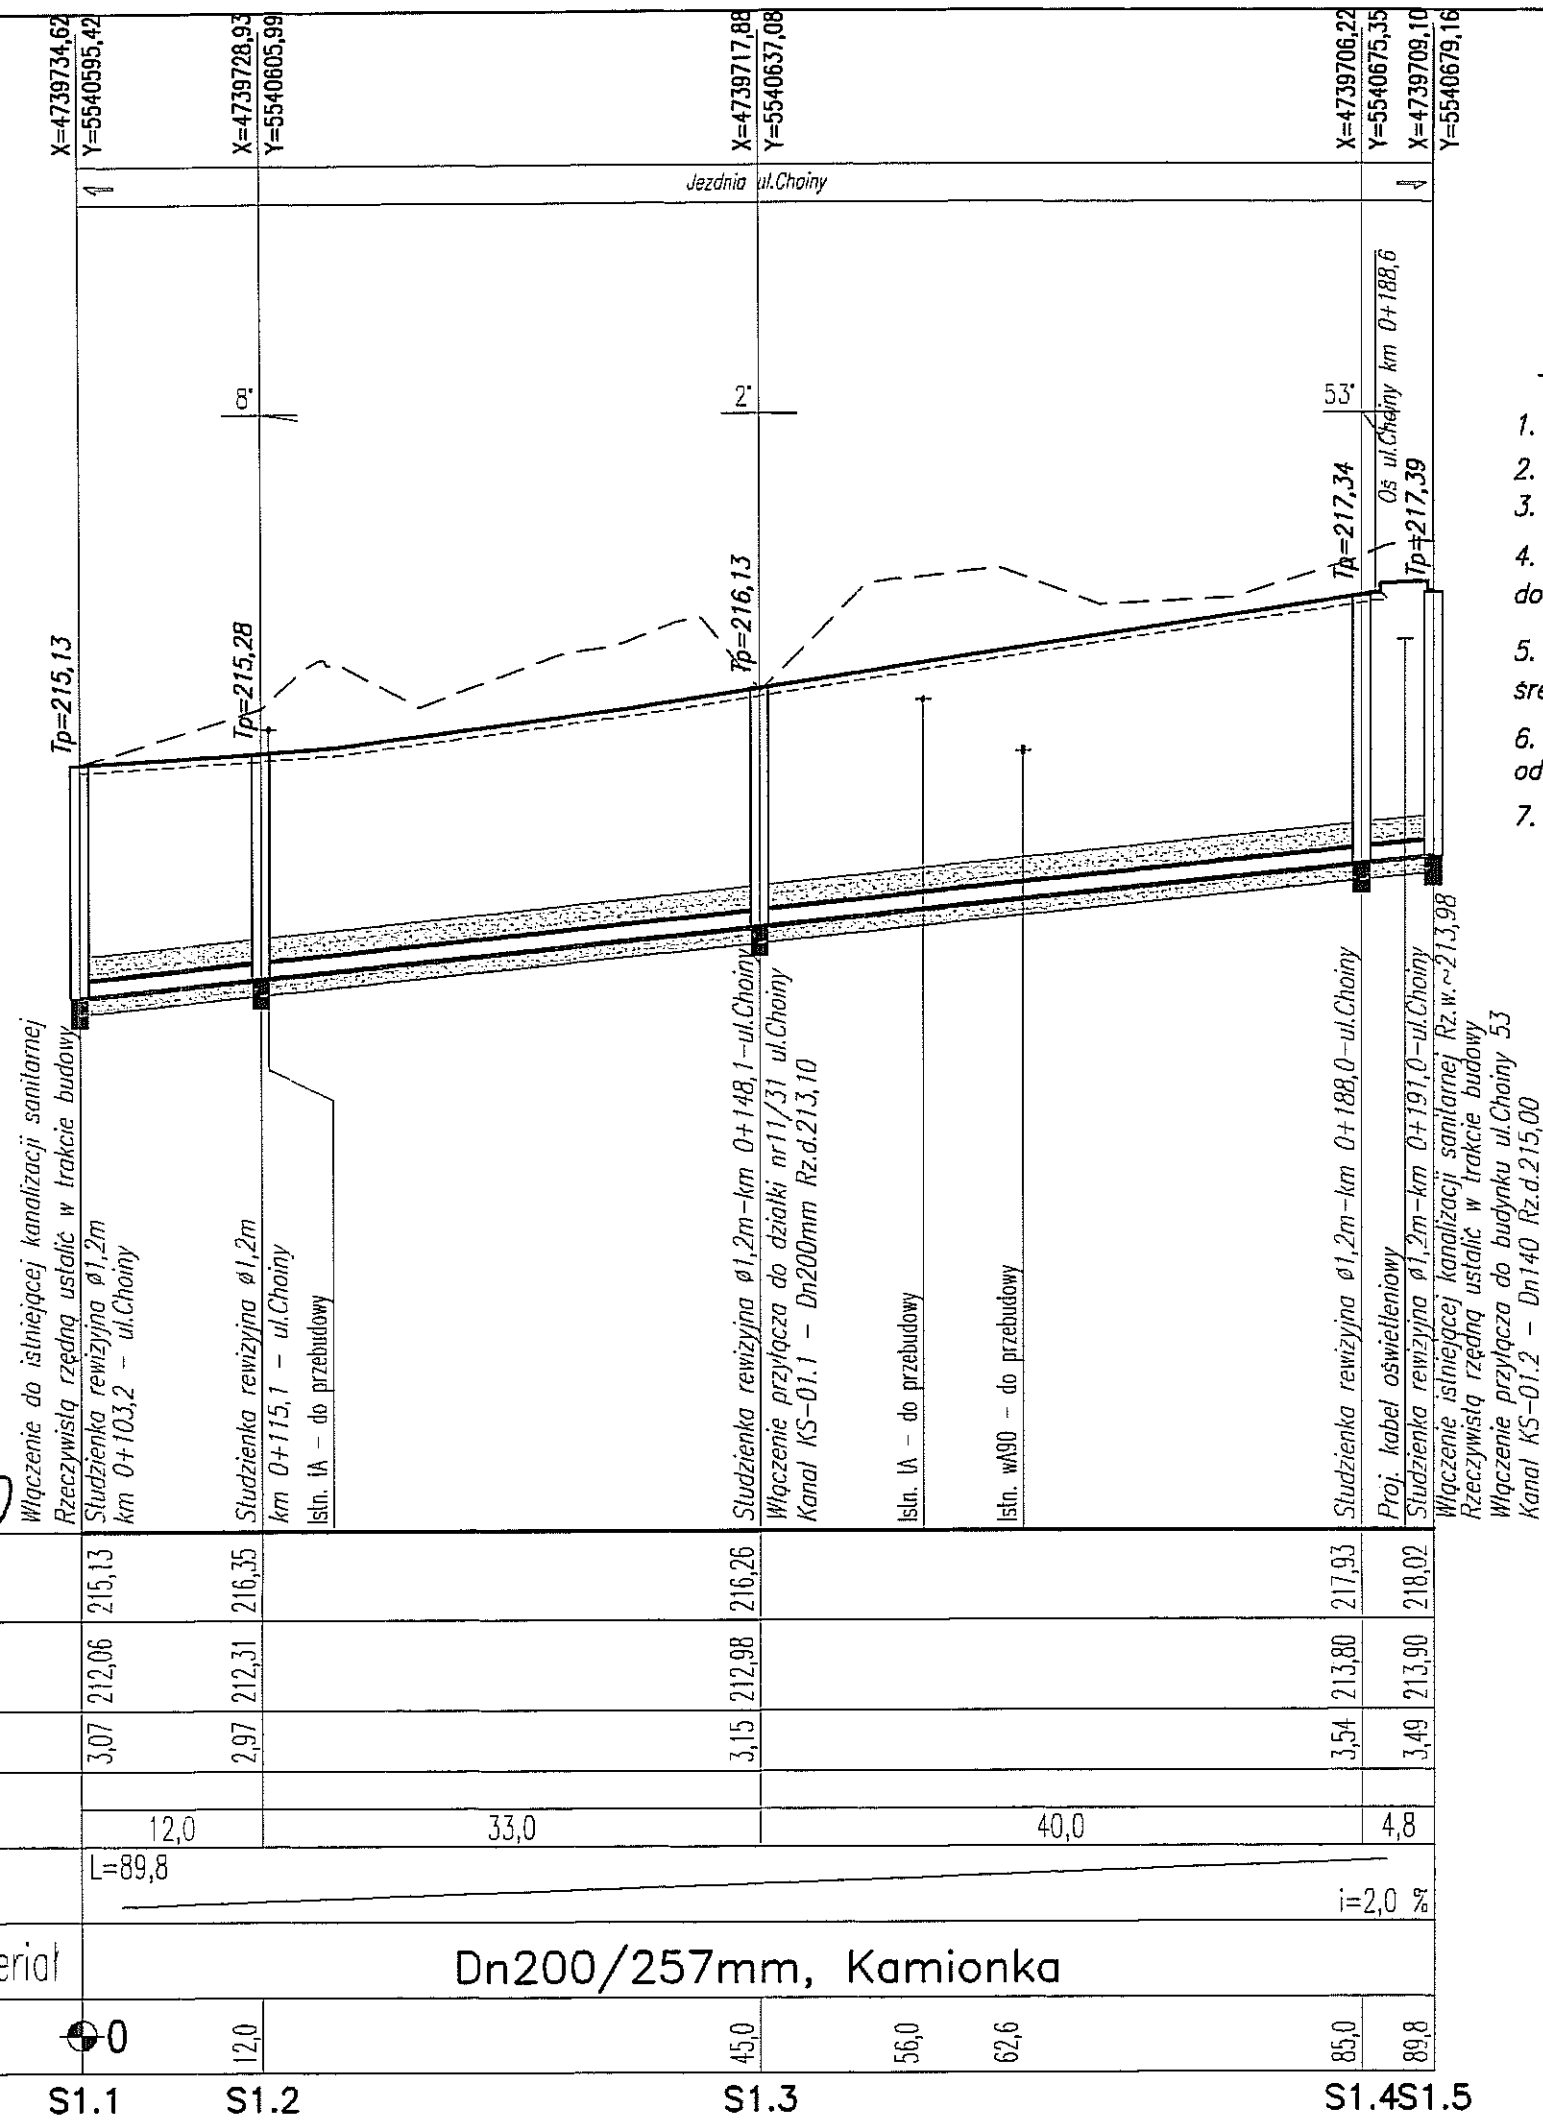 X=4739734,62
Y=5540595,42
X=4739728,93
Y=5540605,99
X=4739717,88
Y=5540637,08
X=4739706,22
Y=5540675,35
X=4739709,10
Y=5540679,16
Jezdnia ul.Choiny
8°
2°
53°
Oś ul.Choiny km 0+188,6
Tp=215,13
Tp=215,28
Tp=216,13
Tp=217,34
Tp=217,39
1.
2.
3.
4.
do
5.
śre
6.
od
7.
Włączenie do istniejącej kanalizacji sanitarnej
Rzeczywistą rzędną ustalić w trakcie budowy
Studzienka rewizyjna ø1,2m
km 0+103,2 – ul.Choiny
Studzienka rewizyjna ø1,2m
km 0+115,1 – ul.Choiny
Istn. tA – do przebudowy
Studzienka rewizyjna ø1,2m–km 0+148,1–ul.Choiny
Włączenie przyłącza do działki nr11/31 ul.Choiny
Kanał KS–01.1 – Dn200mm Rz.d.213,10
Istn. tA – do przebudowy
Istn. wA90 – do przebudowy
Studzienka rewizyjna ø1,2m–km 0+188,0–ul.Choiny
Proj. kabel oświetleniowy
Studzienka rewizyjna ø1,2m–km 0+191,0–ul.Choiny
Włączenie istniejącej kanalizacji sanitarnej Rz.w.~213,98
Rzeczywistą rzędną ustalić w trakcie budowy
Włączenie przyłącza do budynku ul.Choiny 53
Kanał KS–01.2 – Dn140 Rz.d.215,00
215,13 216,35 216,26 217,93 218,02
212,06 212,31 212,98 213,80 213,90
3,07 2,97 3,15 3,54 3,49
12,0 33,0 40,0 4,8
L=89,8
i=2,0 %
eriał Dn200/257mm, Kamionka
0 12,0 45,0 56,0 62,6 85,0 89,8
S1.1 S1.2 S1.3 S1.4 S1.5